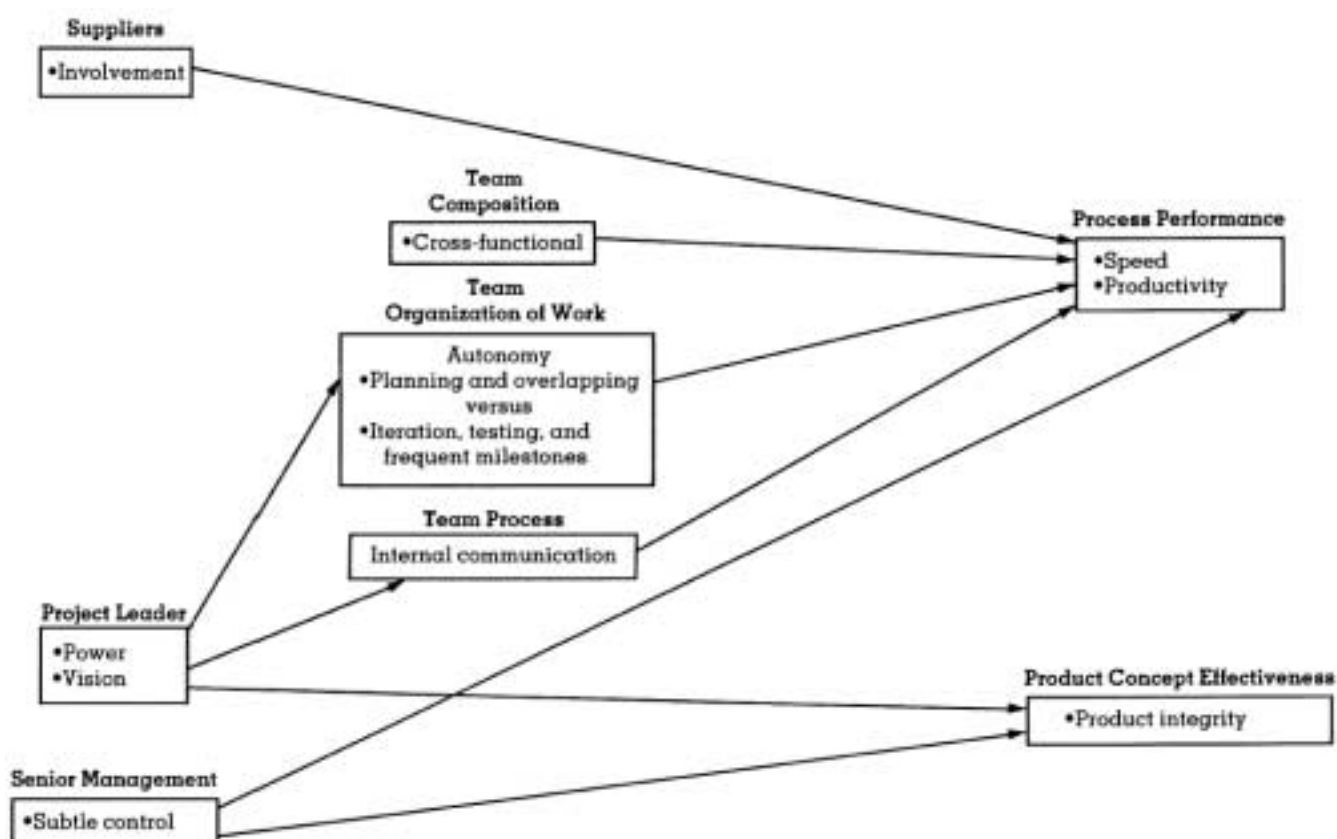 Suppliers
•Involvement
Team
Composition
•Cross-functional
Process Performance
•Speed
•Productivity
Team
Organization of Work
Autonomy
•Planning and overlapping
versus
•Iteration, testing, and
frequent milestones
Team Process
Internal communication
Project Leader
•Power
•Vision
Product Concept Effectiveness
•Product integrity
Senior Management
•Subtle control